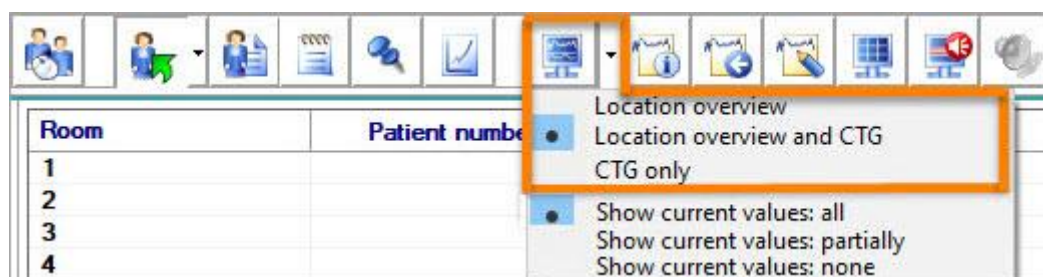 Room
Patient numbe
1
2
3
4
Location overview
Location overview and CTG
CTG only
Show current values: all
Show current values: partially
Show current values: none